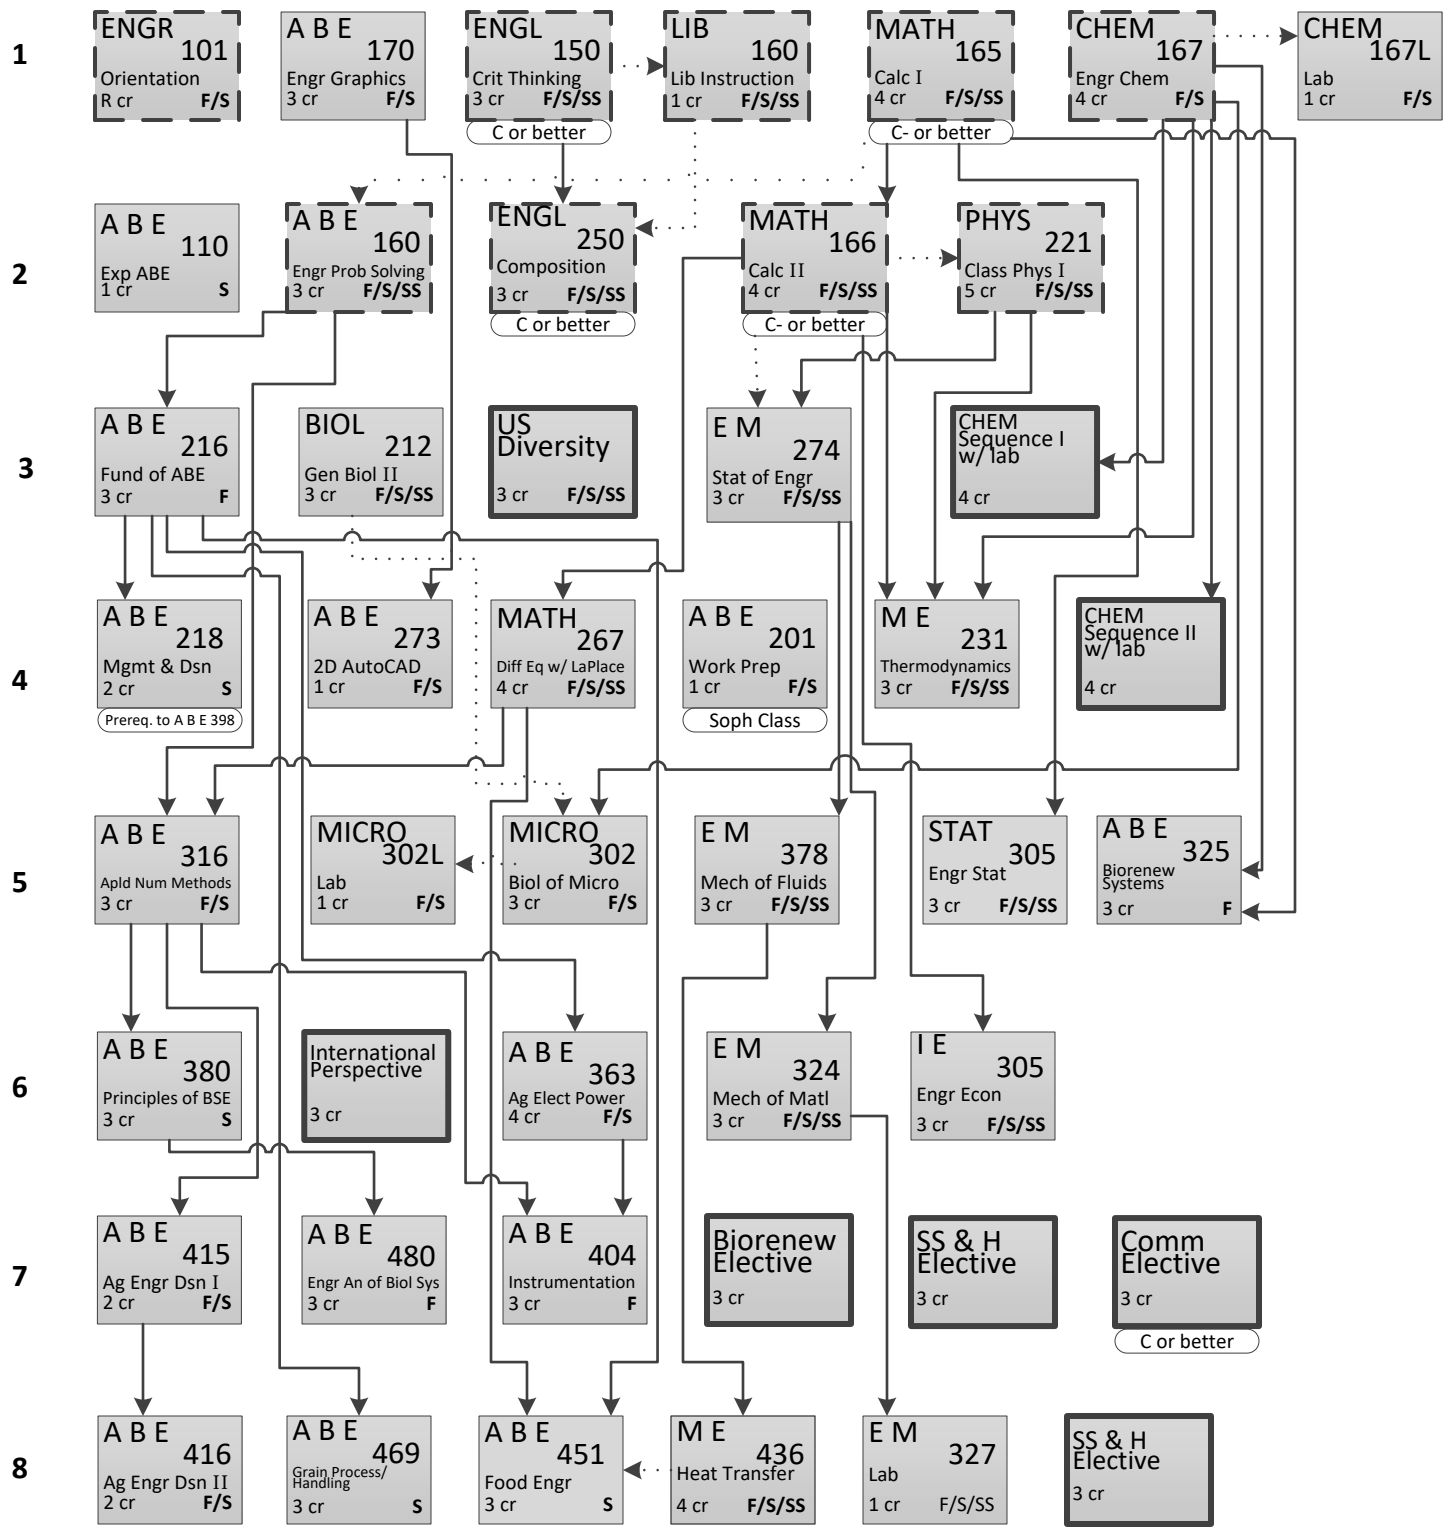 1
ENGR
101
Orientation
R cr F/S
A B E
170
Engr Graphics
3 cr F/S
ENGL
150
Crit Thinking
3 cr F/S/SS
C or better
LIB
160
Lib Instruction
1 cr F/S/SS
MATH
165
Calc I
4 cr F/S/SS
C- or better
CHEM
167
Engr Chem
4 cr F/S
CHEM
167L
Lab
1 cr F/S
2
A B E
110
Exp ABE
1 cr S
A B E
160
Engr Prob Solving
3 cr F/S/SS
ENGL
250
Composition
3 cr F/S/SS
C or better
MATH
166
Calc II
4 cr F/S/SS
C- or better
PHYS
221
Class Phys I
5 cr F/S/SS
3
A B E
216
Fund of ABE
3 cr F
BIOL
212
Gen Biol II
3 cr F/S/SS
US
Diversity
3 cr F/S/SS
E M
274
Stat of Engr
3 cr F/S/SS
CHEM
Sequence I
w/ lab
4 cr
4
A B E
218
Mgmt & Dsn
2 cr S
Prereq. to A B E 398
A B E
273
2D AutoCAD
1 cr F/S
MATH
267
Diff Eq w/ LaPlace
4 cr F/S/SS
A B E
201
Work Prep
1 cr F/S
Soph Class
M E
231
Thermodynamics
3 cr F/S/SS
CHEM
Sequence II
w/ lab
4 cr
5
A B E
316
Apld Num Methods
3 cr F/S
MICRO
302L
Lab
1 cr F/S
MICRO
302
Biol of Micro
3 cr F/S
E M
378
Mech of Fluids
3 cr F/S/SS
STAT
305
Engr Stat
3 cr F/S/SS
A B E
325
Biorenew
Systems
3 cr F
6
A B E
380
Principles of BSE
3 cr S
International
Perspective
3 cr
A B E
363
Ag Elect Power
4 cr F/S
E M
324
Mech of Matl
3 cr F/S/SS
I E
305
Engr Econ
3 cr F/S/SS
7
A B E
415
Ag Engr Dsn I
2 cr F/S
A B E
480
Engr An of Biol Sys
3 cr F
A B E
404
Instrumentation
3 cr F
Biorenew
Elective
3 cr
SS & H
Elective
3 cr
Comm
Elective
3 cr
C or better
8
A B E
416
Ag Engr Dsn II
2 cr F/S
A B E
469
Grain Process/
Handling
3 cr S
A B E
451
Food Engr
3 cr S
M E
436
Heat Transfer
4 cr F/S/SS
E M
327
Lab
1 cr F/S/SS
SS & H
Elective
3 cr